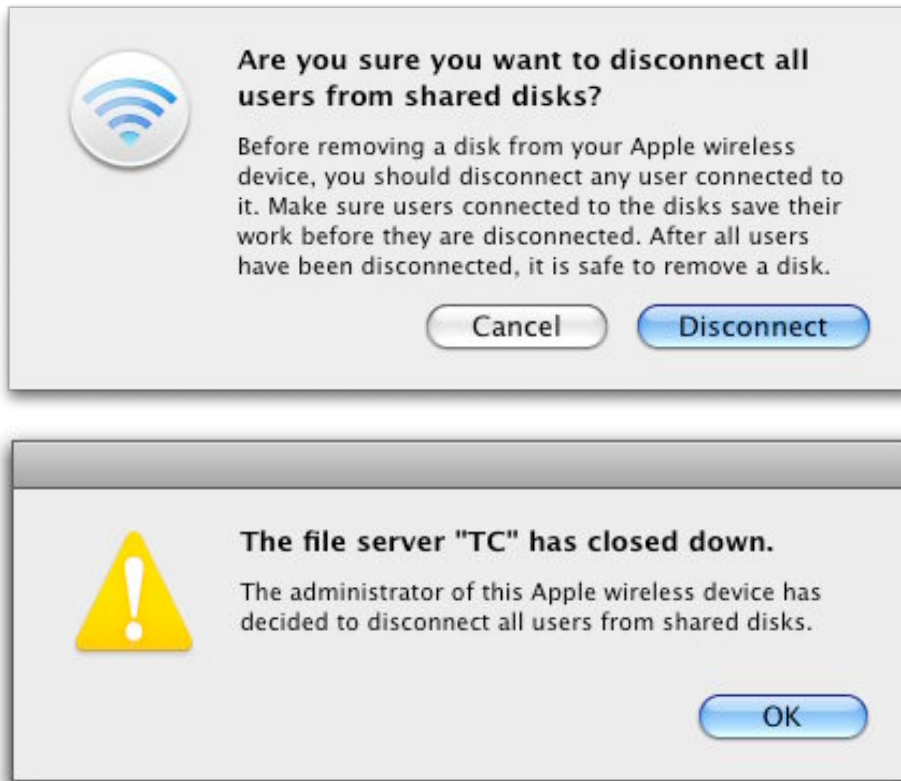 Are you sure you want to disconnect all
users from shared disks?
Before removing a disk from your Apple wireless
device, you should disconnect any user connected to
it. Make sure users connected to the disks save their
work before they are disconnected. After all users
have been disconnected, it is safe to remove a disk.
Cancel Disconnect
The file server "TC" has closed down.
The administrator of this Apple wireless device has
decided to disconnect all users from shared disks.
OK